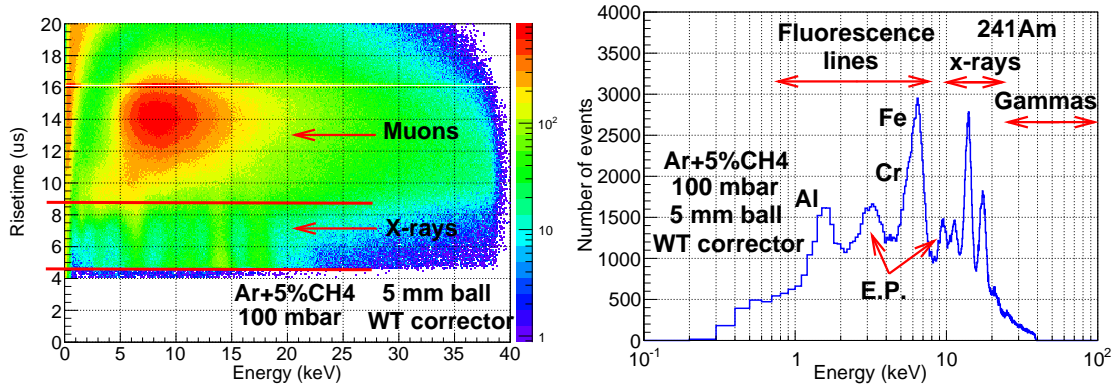 20
18
16
14
12
10
8
6
4
2
0
Risetime (us)
0 5 10 15 20 25 30 35 40
Energy (keV)
Muons
X-rays
Ar+5%CH4
100 mbar
5 mm ball
WT corrector
10²
10
1
4000
3500
3000
2500
2000
1500
1000
500
0
Number of events
10⁻¹ 1 10 10²
Energy (keV)
Fluorescence
lines
241Am
x-rays
Gammas
Fe
Cr
Al
E.P.
Ar+5%CH4
100 mbar
5 mm ball
WT corrector